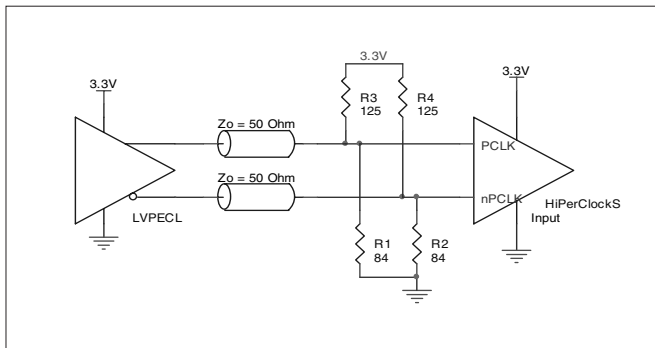 3.3V
3.3V
3.3V
R3
125
R4
125
Zo = 50 Ohm
PCLK
Zo = 50 Ohm
nPCLK
HiPerClockS
Input
LVPECL
R1
84
R2
84